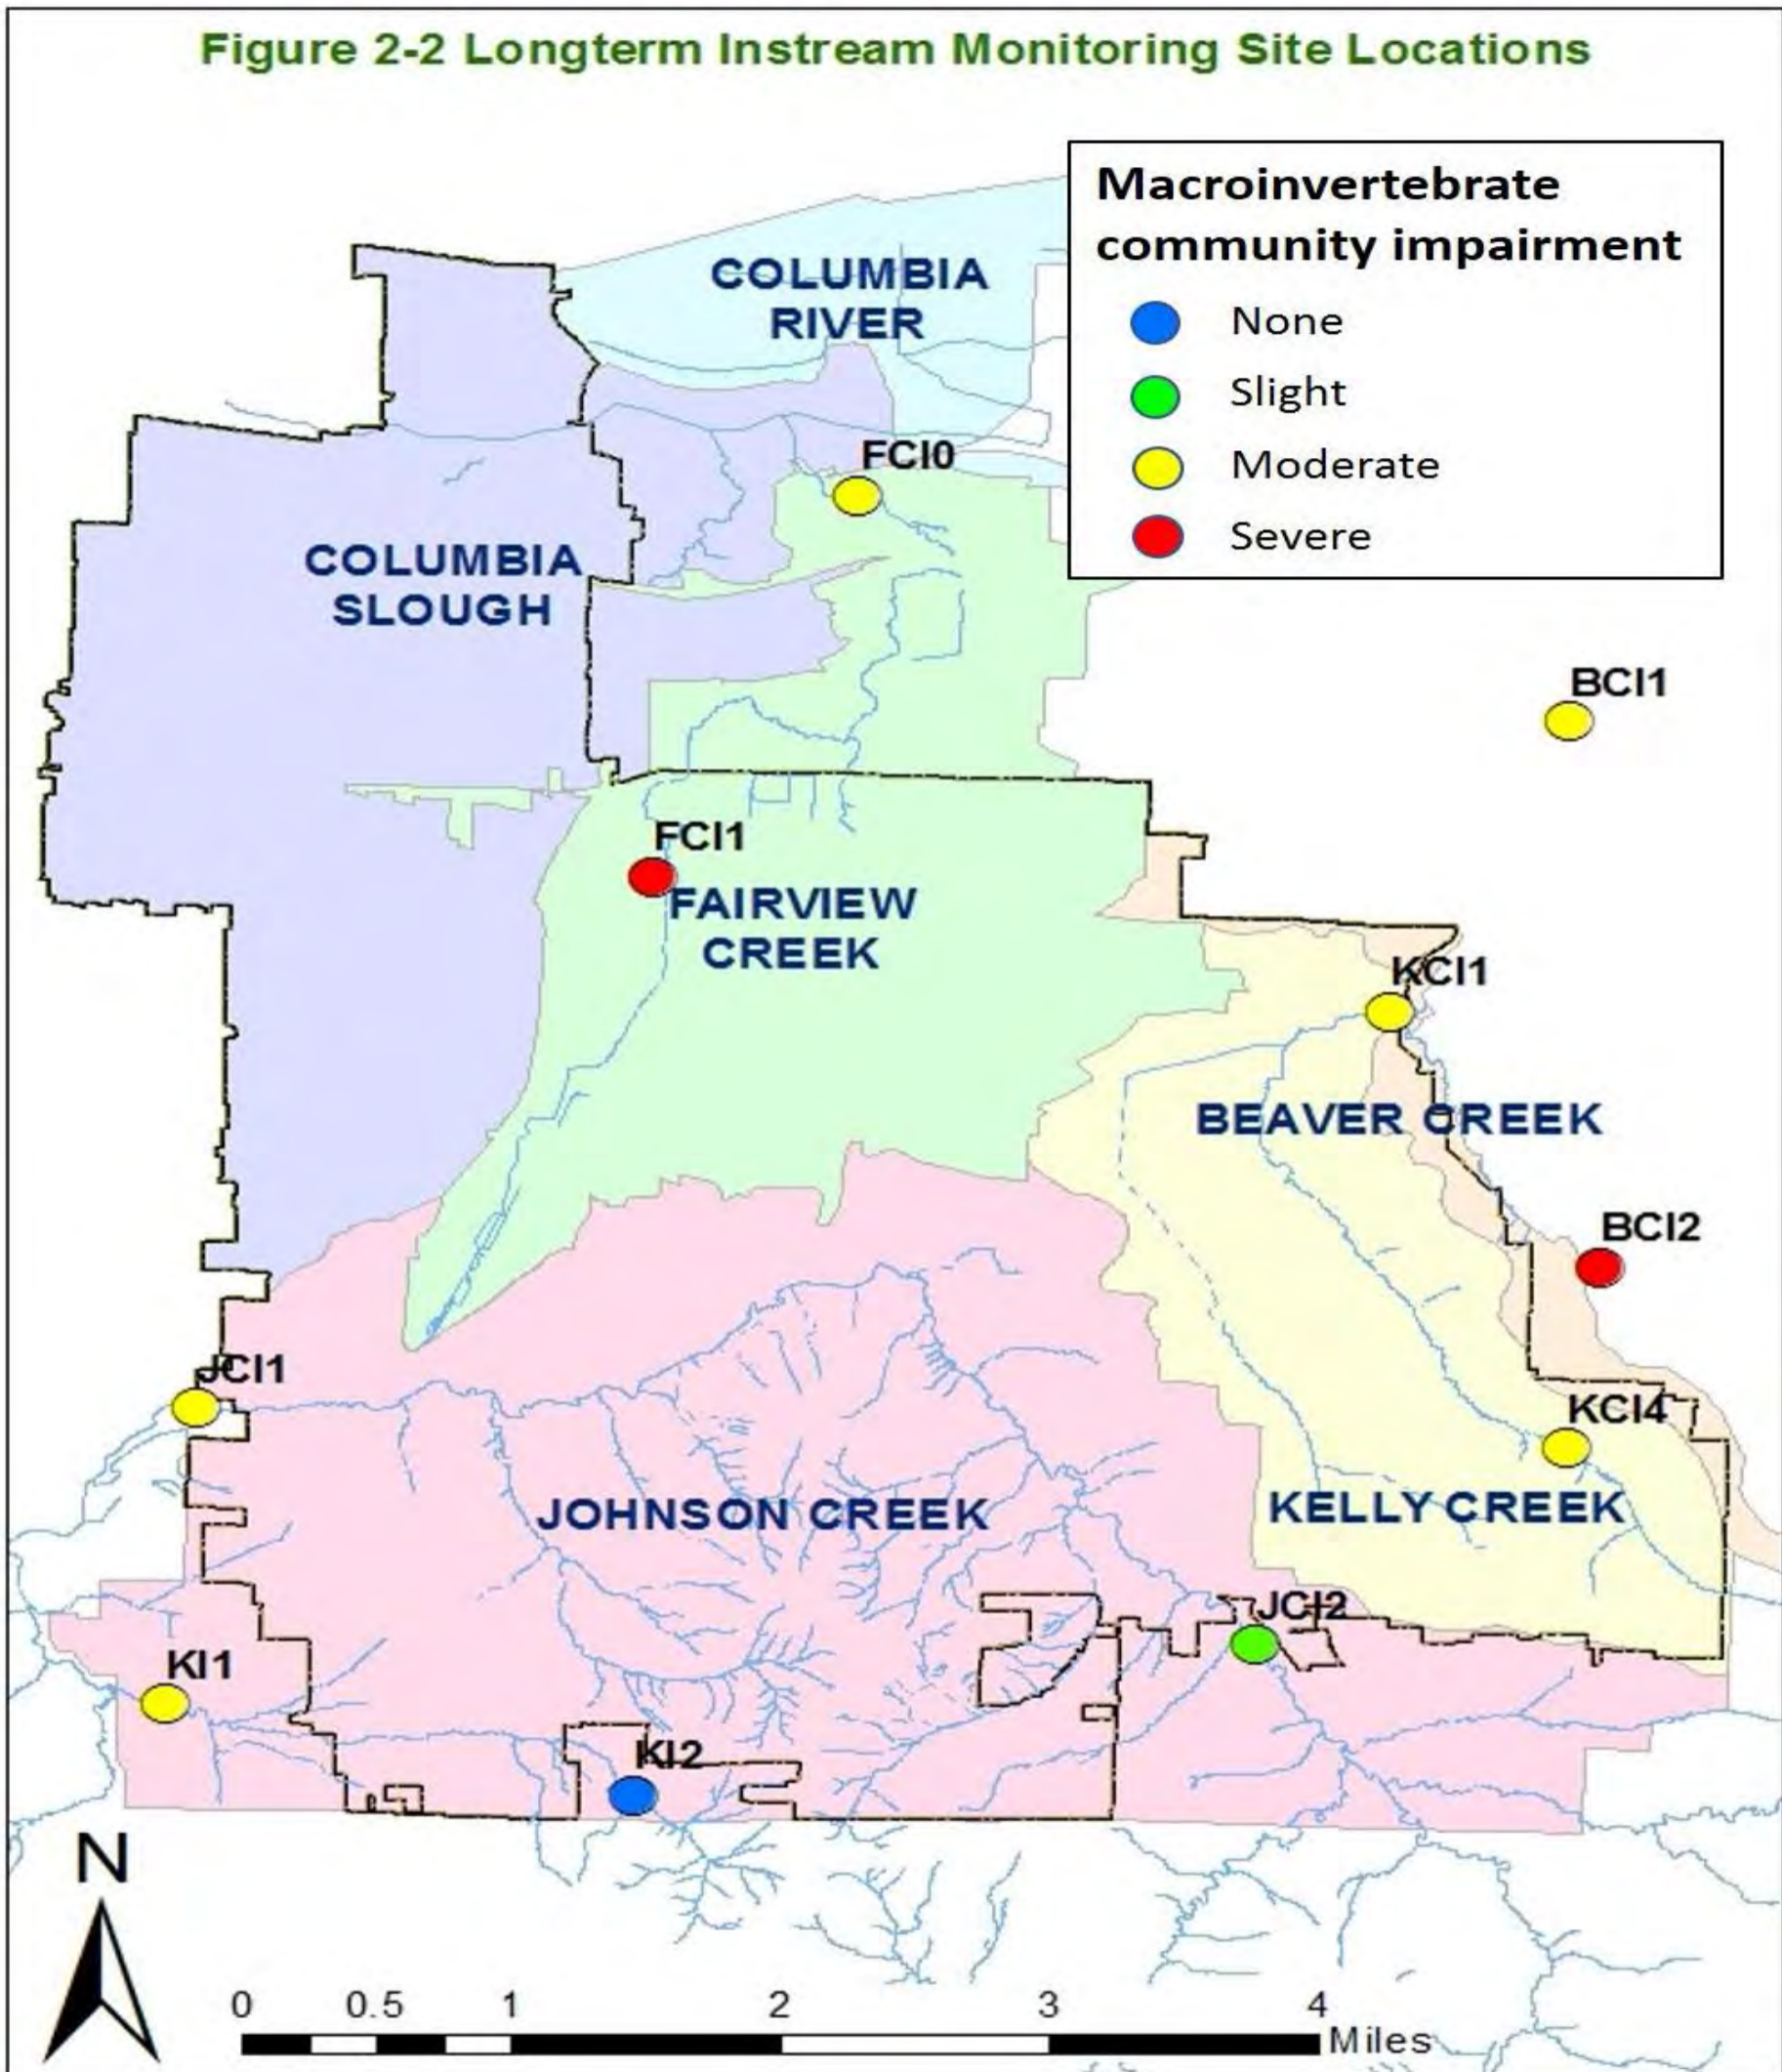 Figure 2-2 Longterm Instream Monitoring Site Locations
Macroinvertebrate
community impairment
None
Slight
Moderate
Severe
COLUMBIA
RIVER
FCI0
COLUMBIA
SLOUGH
BCI1
FCI1
FAIRVIEW
CREEK
KCI1
BEAVER CREEK
BCI2
JCI1
KCI4
JOHNSON CREEK
KELLY CREEK
JCI2
KI1
KI2
N
0 0.5 1 2 3 4
Miles